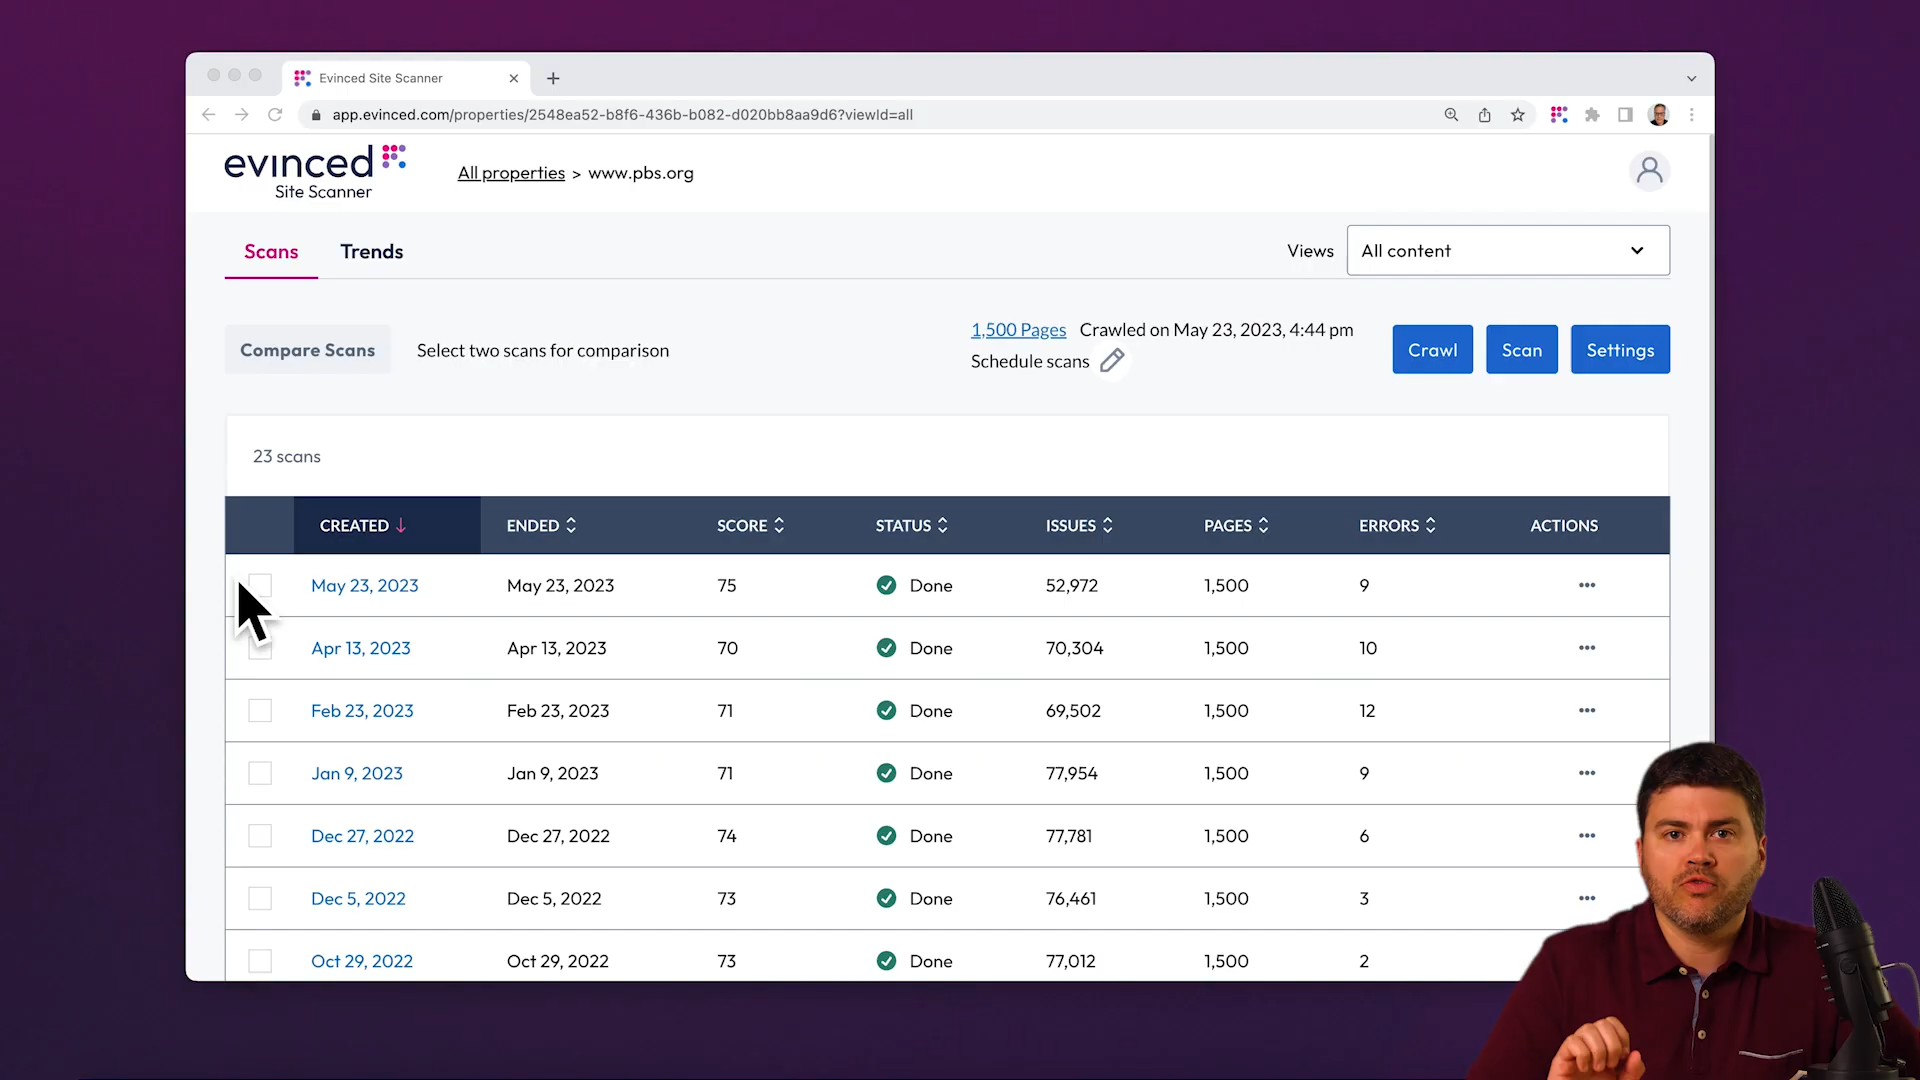 Evinced Site Scanner
app.evinced.com/properties/2548ea52-b8f6-436b-b082-d020bb8aa9d6?viewId=all
evinced
Site Scanner
All properties > www.pbs.org
Scans Trends Views All content
Compare Scans Select two scans for comparison
1,500 Pages Crawled on May 23, 2023, 4:44 pm
Schedule scans
Crawl Scan Settings
23 scans
CREATED ENDED SCORE STATUS ISSUES PAGES ERRORS ACTIONS
May 23, 2023 May 23, 2023 75 Done 52,972 1,500 9
Apr 13, 2023 Apr 13, 2023 70 Done 70,304 1,500 10
Feb 23, 2023 Feb 23, 2023 71 Done 69,502 1,500 12
Jan 9, 2023 Jan 9, 2023 71 Done 77,954 1,500 9
Dec 27, 2022 Dec 27, 2022 74 Done 77,781 1,500 6
Dec 5, 2022 Dec 5, 2022 73 Done 76,461 1,500 3
Oct 29, 2022 Oct 29, 2022 73 Done 77,012 1,500 2